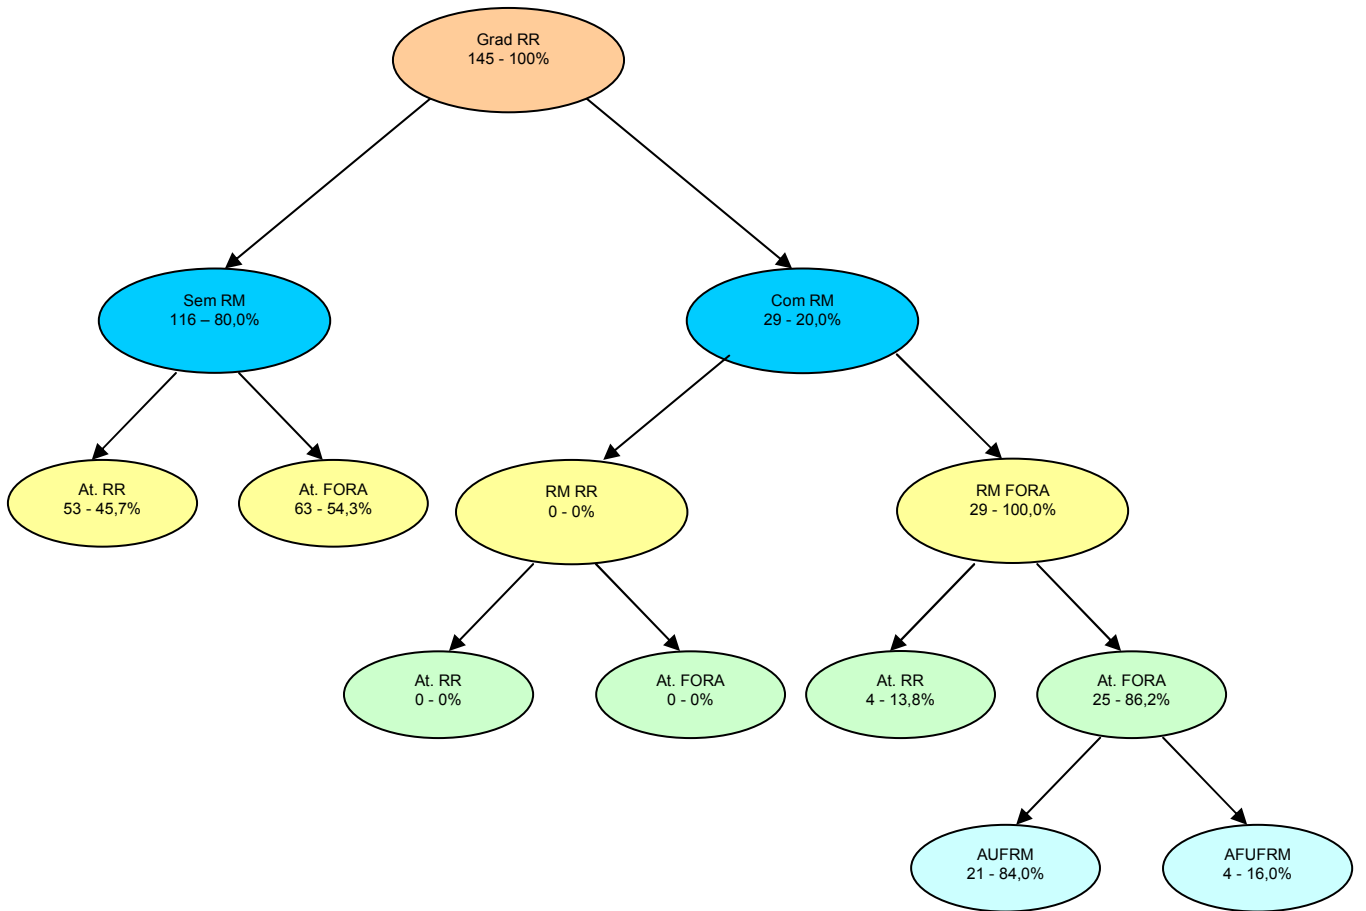 Grad RR
145 - 100%
Sem RM
116 – 80,0%
Com RM
29 - 20,0%
At. RR
53 - 45,7%
At. FORA
63 - 54,3%
RM RR
0 - 0%
RM FORA
29 - 100,0%
At. RR
0 - 0%
At. FORA
0 - 0%
At. RR
4 - 13,8%
At. FORA
25 - 86,2%
AUFRM
21 - 84,0%
AFUFRM
4 - 16,0%